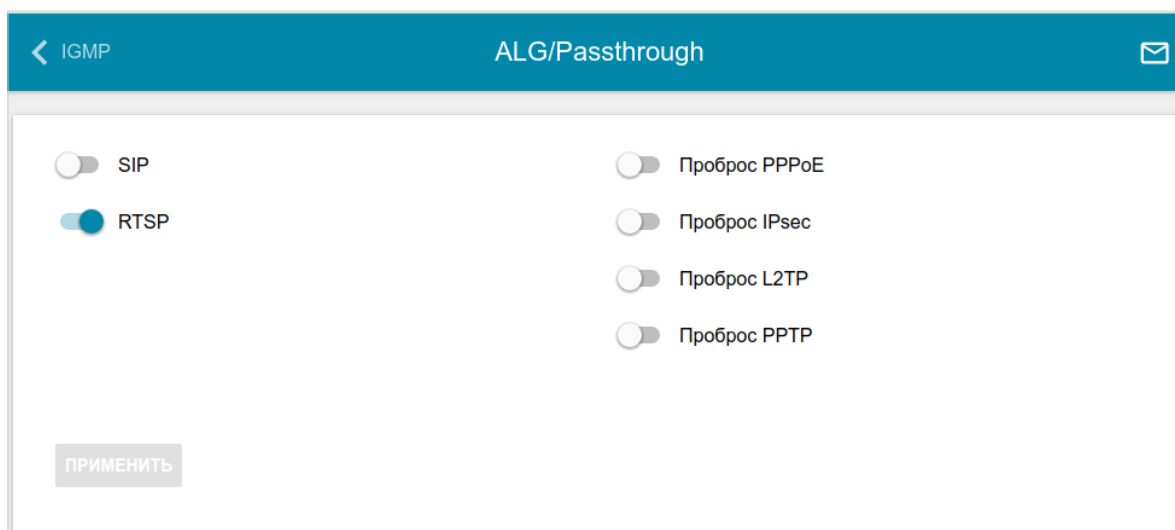 IGMP
ALG/Passthrough
SIP
RTSP
Проброс PPPoE
Проброс IPsec
Проброс L2TP
Проброс PPTP
ПРИМЕНИТЬ